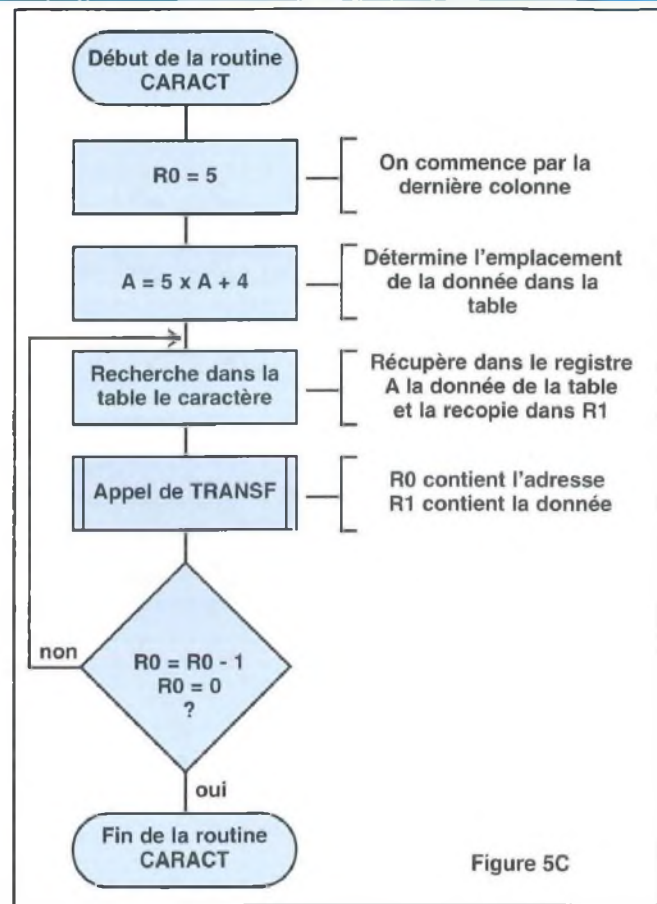 Début de la routine
CARACT
R0 = 5
On commence par la
dernière colonne
A = 5 x A + 4
Détermine l'emplacement
de la donnée dans la
table
Recherche dans la
table le caractère
Récupère dans le registre
A la donnée de la table
et la recopie dans R1
Appel de TRANSF
R0 contient l'adresse
R1 contient la donnée
non
R0 = R0 - 1
R0 = 0
?
oui
Fin de la routine
CARACT
Figure 5C